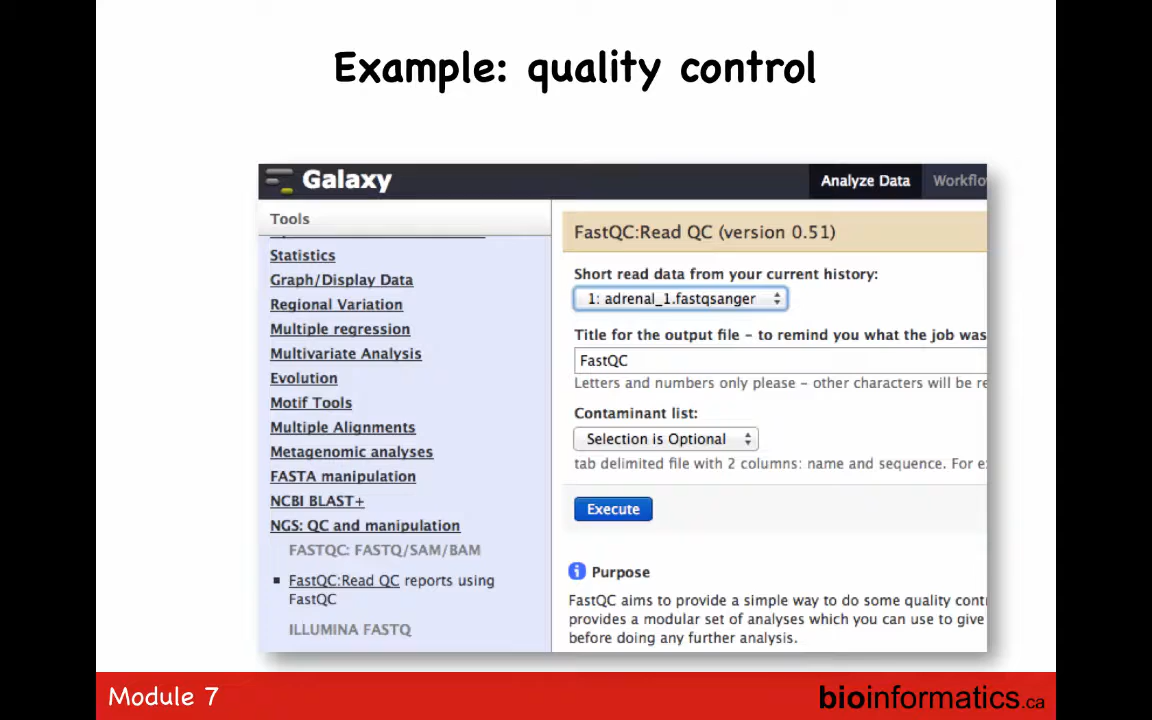 Example: quality control
Galaxy
Analyze Data
Workflo
Tools
Statistics
Graph/Display Data
Regional Variation
Multiple regression
Multivariate Analysis
Evolution
Motif Tools
Multiple Alignments
Metagenomic analyses
FASTA manipulation
NCBI BLAST+
NGS: QC and manipulation
FASTQC: FASTQ/SAM/BAM
FastQC:Read QC reports using
FastQC
ILLUMINA FASTQ
FastQC:Read QC (version 0.51)
Short read data from your current history:
1: adrenal_1.fastqsanger
Title for the output file - to remind you what the job was
FastQC
Letters and numbers only please - other characters will be re
Contaminant list:
Selection is Optional
tab delimited file with 2 columns: name and sequence. For e
Execute
Purpose
FastQC aims to provide a simple way to do some quality cont
provides a modular set of analyses which you can use to give
before doing any further analysis.
Module 7
bioinformatics.ca